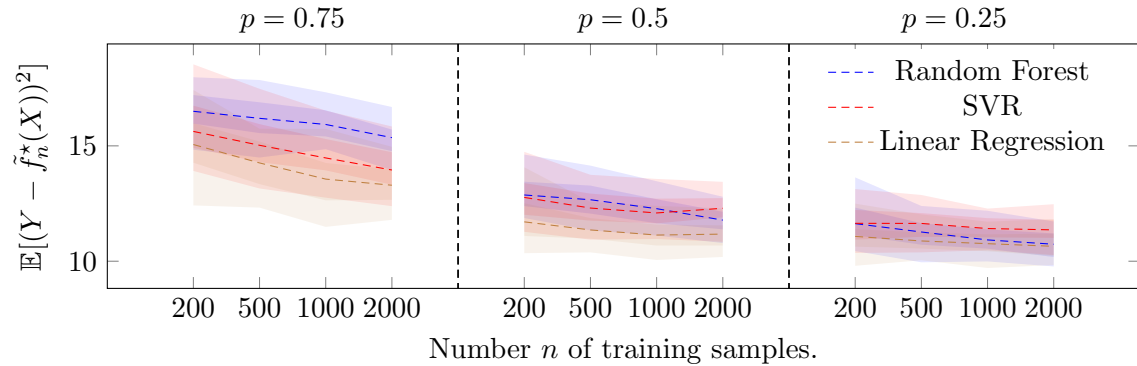 p = 0.75 p = 0.5 p = 0.25
𝔼[(Y − f̃ₙ⋆(X))²]
15
10
Random Forest
SVR
Linear Regression
200 500 1000 2000 200 500 1000 2000 200 500 1000 2000
Number n of training samples.